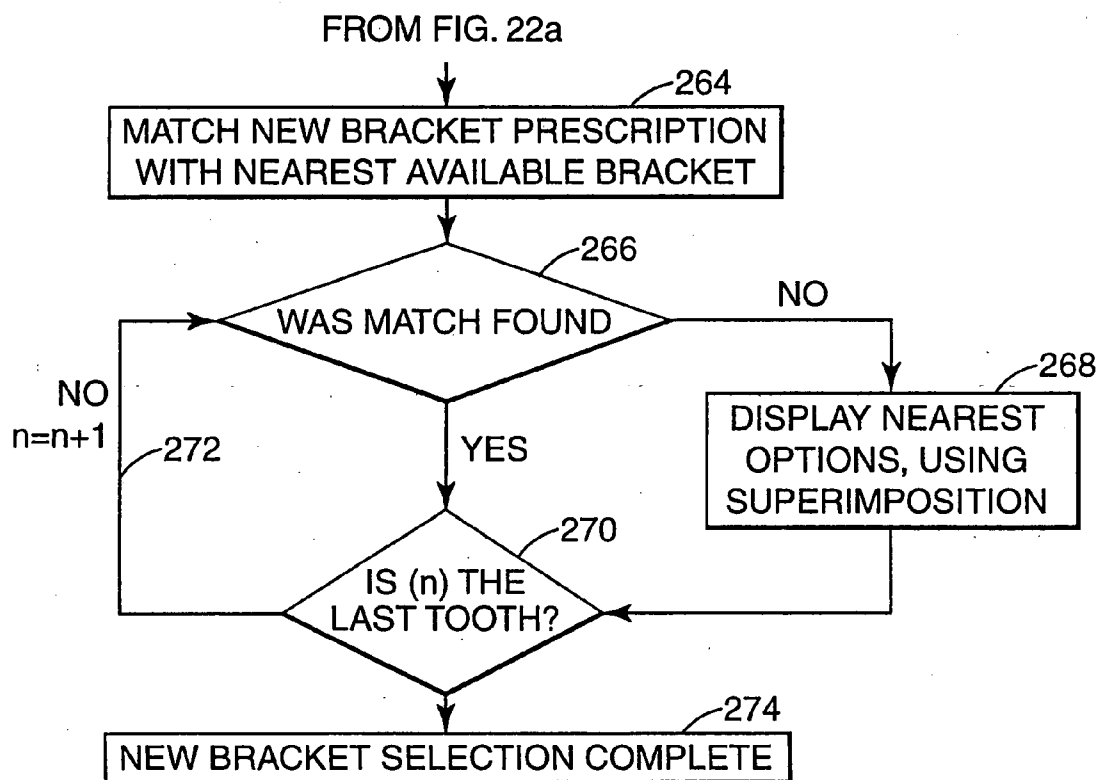 FROM FIG. 22a
264
MATCH NEW BRACKET PRESCRIPTION
WITH NEAREST AVAILABLE BRACKET
266
WAS MATCH FOUND
NO
268
DISPLAY NEAREST
OPTIONS, USING
SUPERIMPOSITION
NO
n=n+1
272
YES
270
IS (n) THE
LAST TOOTH?
274
NEW BRACKET SELECTION COMPLETE